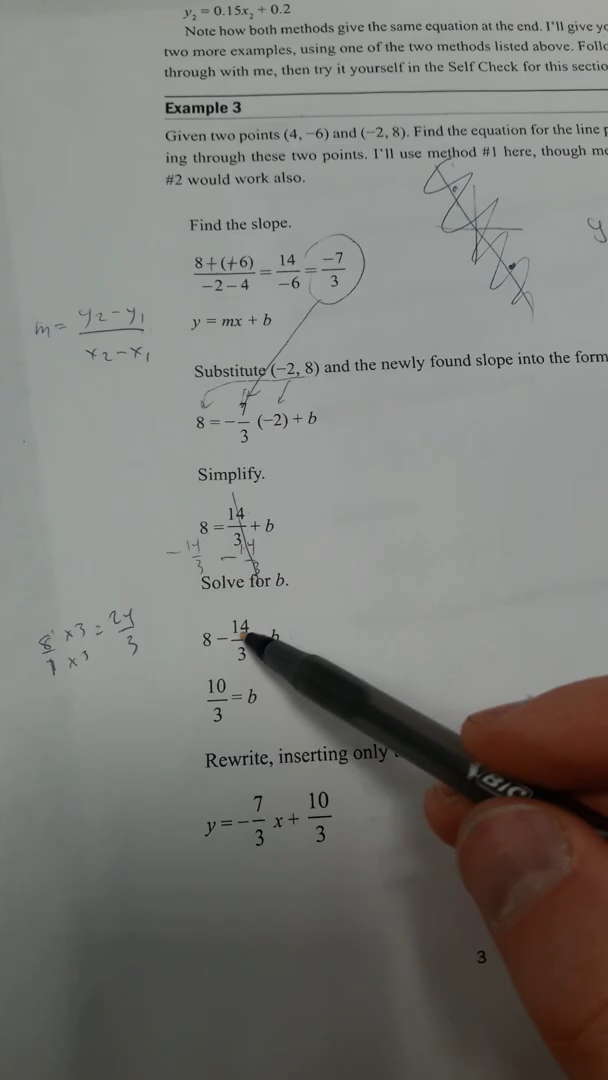 y₂ = 0.15x₂ + 0.2
Note how both methods give the same equation at the end. I'll give
two more examples, using one of the two methods listed above.
through with me, then try it yourself in the Self Check for this
Example 3
Given two points (4, −6) and (−2, 8). Find the equation for the line
ing through these two points. I'll use method #1 here, though
#2 would work also.
Find the slope.
8+(+6)/−2−4 = 14/−6 = −7/3
y
m = y₂−y₁/x₂−x₁
y = mx + b
Substitute (−2, 8) and the newly found slope into the
8 = −7/3 (−2) + b
Simplify.
8 = 14/3 + b
−14/3 −14/3
Solve for b.
8/1 ×3/×3 = 24/3
8 − 14/3 b
10/3 = b
Rewrite, inserting only
BIC
y = −7/3 x + 10/3
3